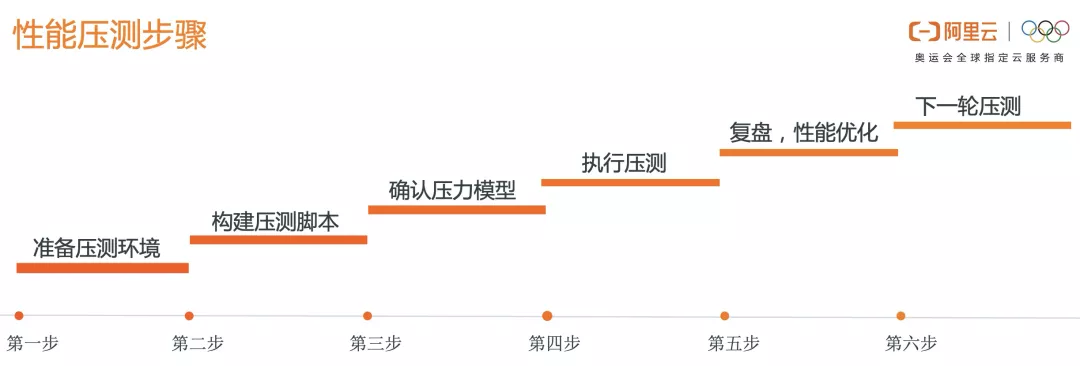 性能压测步骤
阿里云
奥运会全球指定云服务商
下一轮压测
复盘，性能优化
执行压测
确认压力模型
构建压测脚本
准备压测环境
第一步 第二步 第三步 第四步 第五步 第六步